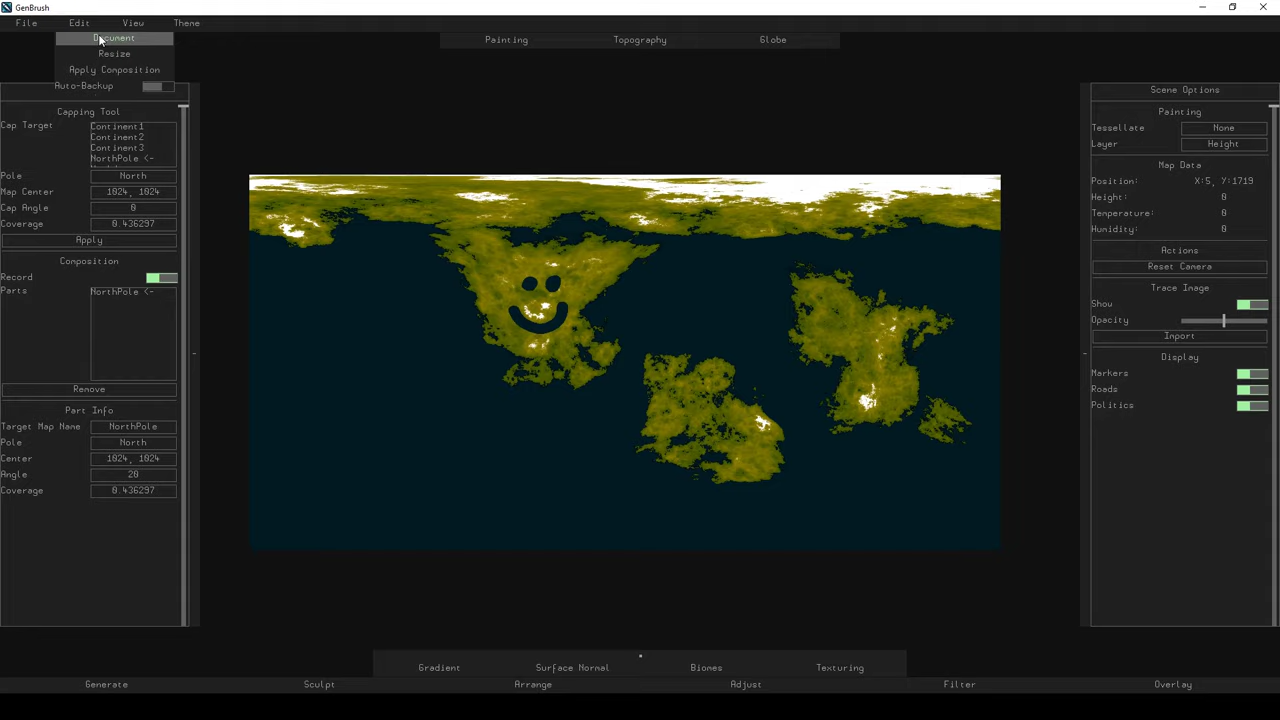 GenBrush
File Edit View Theme
Document
Resize
Apply Composition
Auto-Backup
Painting Topography Globe
Capping Tool
Cap Target
Continent1
Continent2
Continent3
NorthPole <-
Pole North
Map Center 1024, 1024
Cap Angle 0
Coverage 0.436297
Apply
Composition
Record
Parts NorthPole <-
Remove
Part Info
Target Map Name NorthPole
Pole North
Center 1024, 1024
Angle 20
Coverage 0.436297
Scene Options
Painting
Tessellate None
Layer Height
Map Data
Position: X:5, Y:1719
Height: 0
Temperature: 0
Humidity: 0
Actions
Reset Camera
Trace Image
Show
Opacity
Import
Display
Markers
Roads
Politics
Gradient Surface Normal Biomes Texturing
Generate Sculpt Arrange Adjust Filter Overlay